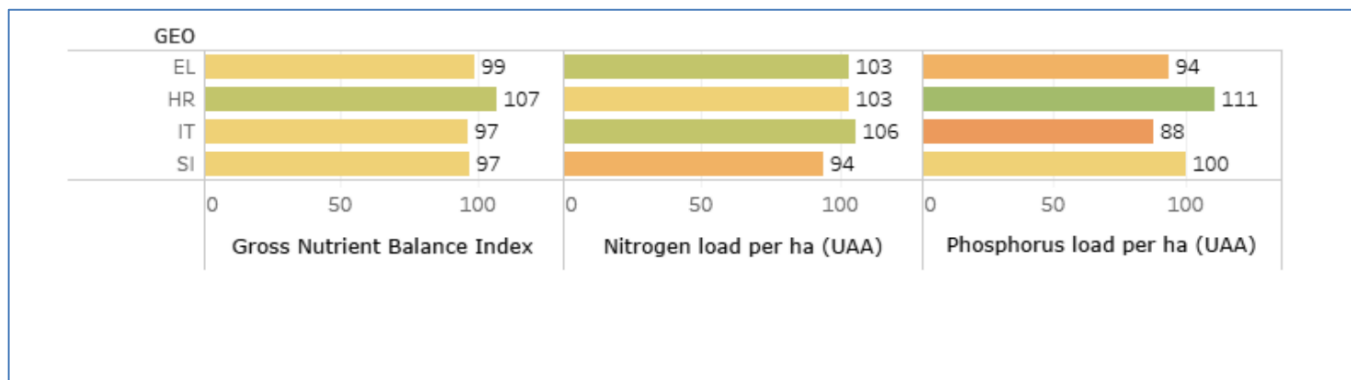 GEO
EL 99 103 94
HR 107 103 111
IT 97 106 88
SI 97 94 100
0 50 100 0 50 100 0 50 100
Gross Nutrient Balance Index Nitrogen load per ha (UAA) Phosphorus load per ha (UAA)